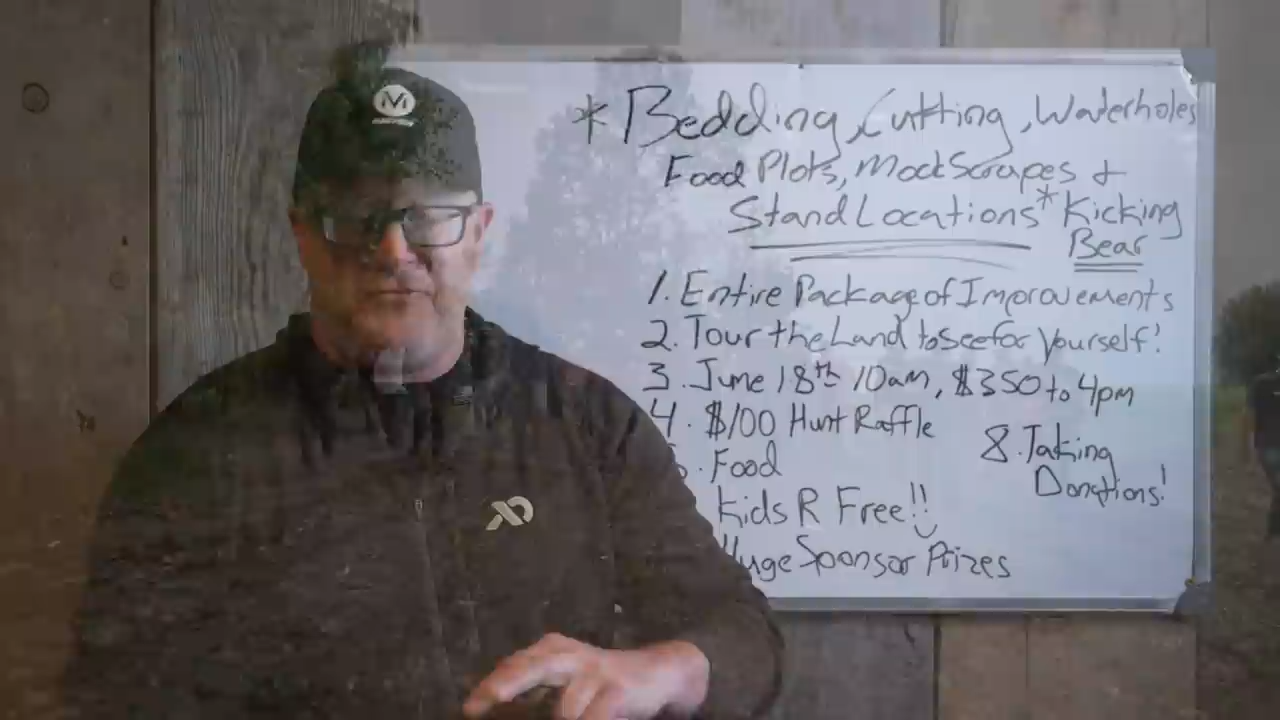 * Bedding, Cutting, Waterholes
Food Plots, Mock Scrapes &
Stand Locations * Kicking
Bear
1. Entire Package of Improvements
2. Tour the Land to See for Yourself!
3. June 18th 10am, $350 to 4pm
4. $100 Hunt Raffle
. Food
Kids R Free!!
Huge Sponsor Prizes
8. Taking
Donations!